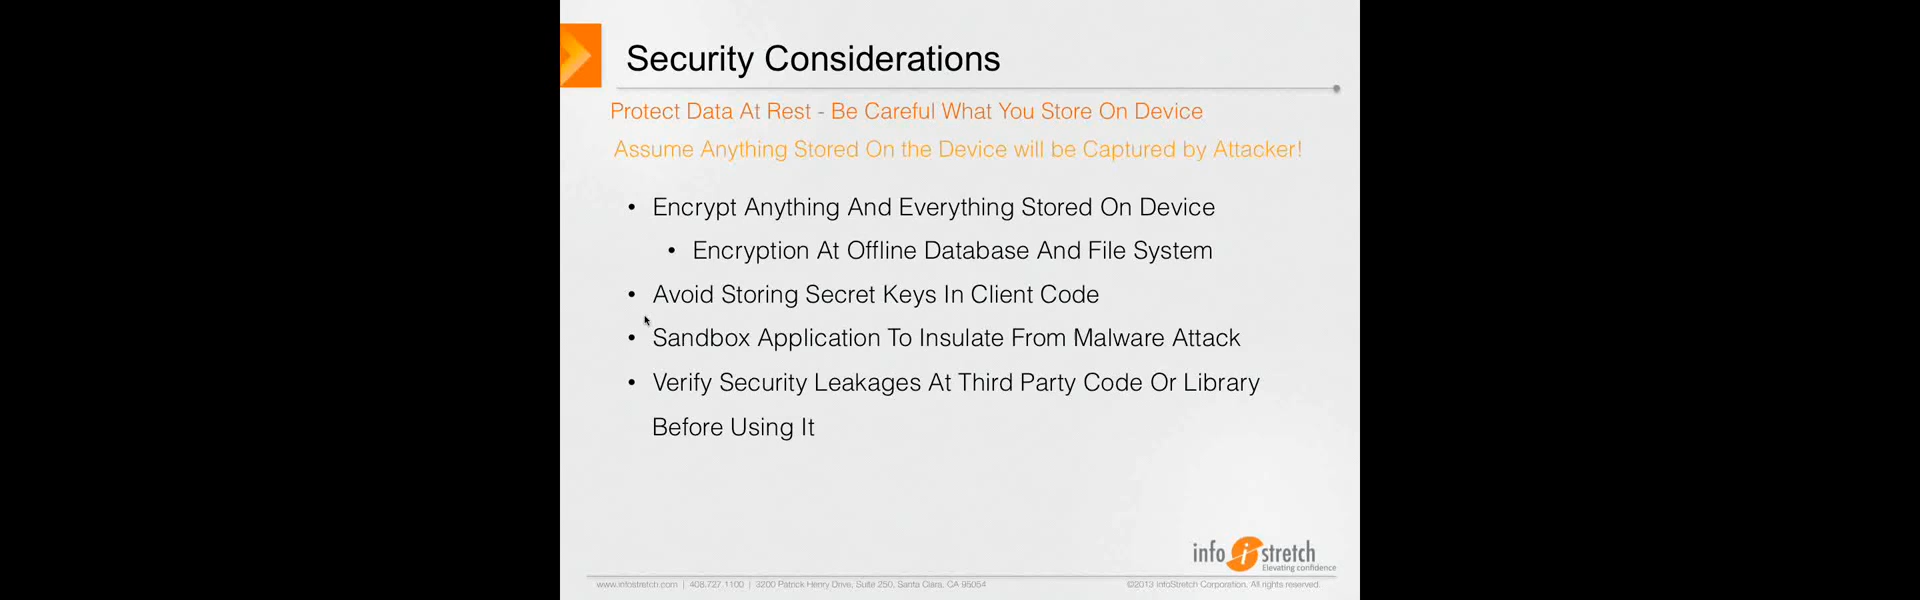 Security Considerations
Protect Data At Rest - Be Careful What You Store On Device
Assume Anything Stored On the Device will be Captured by Attacker!
• Encrypt Anything And Everything Stored On Device
• Encryption At Offline Database And File System
• Avoid Storing Secret Keys In Client Code
• Sandbox Application To Insulate From Malware Attack
• Verify Security Leakages At Third Party Code Or Library
Before Using It
info i stretch
Elevating confidence
www.infostretch.com | 408.727.1100 | 3200 Patrick Henry Drive, Suite 250, Santa Clara, CA 95054
©2013 InfoStretch Corporation. All rights reserved.